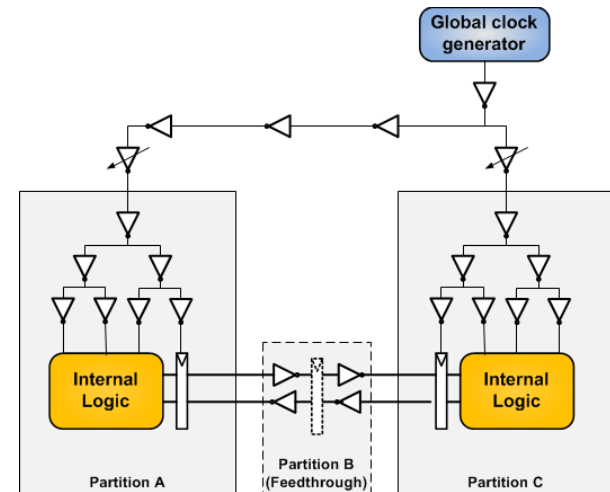 Global clock
generator
Internal
Logic
Internal
Logic
Partition B
(Feedthrough)
Partition A
Partition C